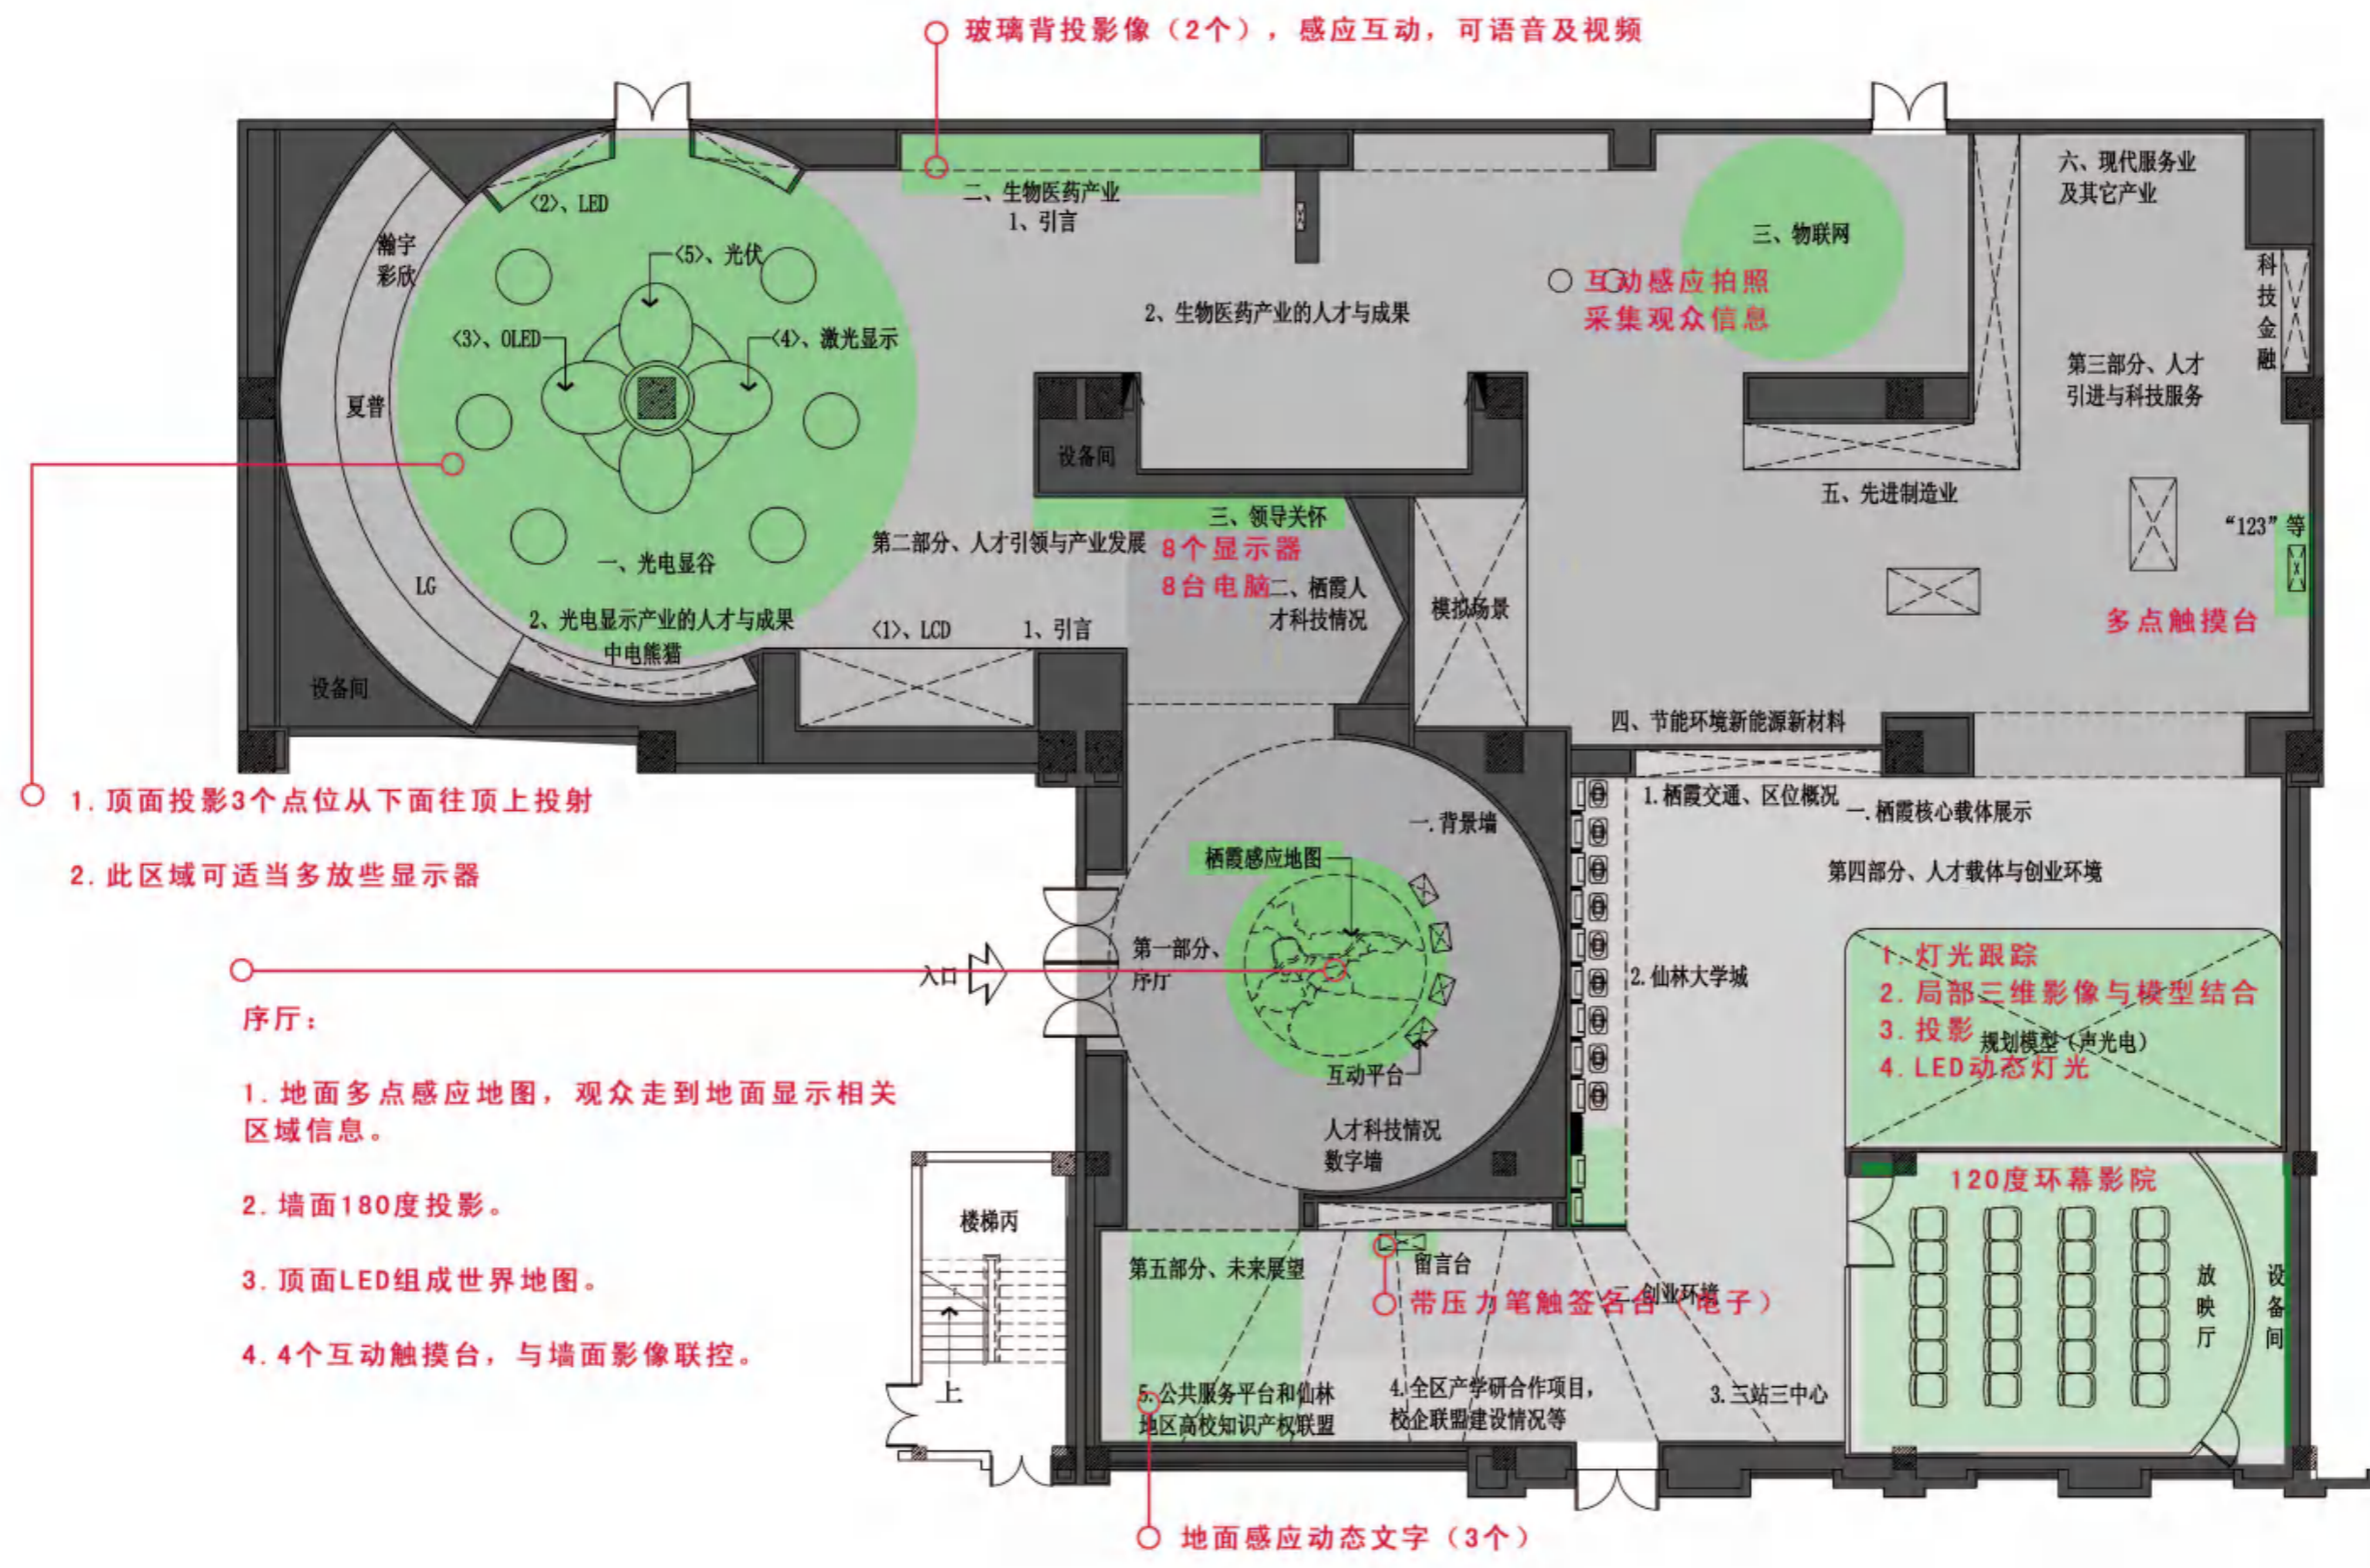 玻璃背投影像（2个），感应互动，可语音及视频
<2>、LED
瀚宇
彩欣
<5>、光伏
<3>、OLED
<4>、激光显示
夏普
LG
一、光电显谷
2、光电显示产业的人才与成果
中电熊猫
设备间
二、生物医药产业
1、引言
2、生物医药产业的人才与成果
设备间
三、物联网
互动感应拍照
采集观众信息
六、现代服务业
及其它产业
科技金融
第三部分、人才
引进与科技服务
五、先进制造业
“123”等
多点触摸台
三、领导关怀
第二部分、人才引领与产业发展
8个显示器
8台电脑
二、栖霞人
才科技情况
模拟场景
<1>、LCD
1、引言
四、节能环境新能源新材料
1. 顶面投影3个点位从下面往顶上投射
2. 此区域可适当多放些显示器
一.背景墙
栖霞感应地图
第一部分、
序厅
入口
互动平台
人才科技情况
数字墙
1.栖霞交通、区位概况
一.栖霞核心载体展示
第四部分、人才载体与创业环境
2.仙林大学城
1. 灯光跟踪
2. 局部三维影像与模型结合
3. 投影
规划模型（声光电）
4. LED动态灯光
120度环幕影院
放映厅
设备间
序厅：
1. 地面多点感应地图，观众走到地面显示相关
区域信息。
2. 墙面180度投影。
3. 顶面LED组成世界地图。
4. 4个互动触摸台，与墙面影像联控。
楼梯丙
上
第五部分、未来展望
留言台
带压力笔触签名台（电子）
二.创业环境
5.公共服务平台和仙林
地区高校知识产权联盟
4.全区产学研合作项目，
校企联盟建设情况等
3.三站三中心
地面感应动态文字（3个）